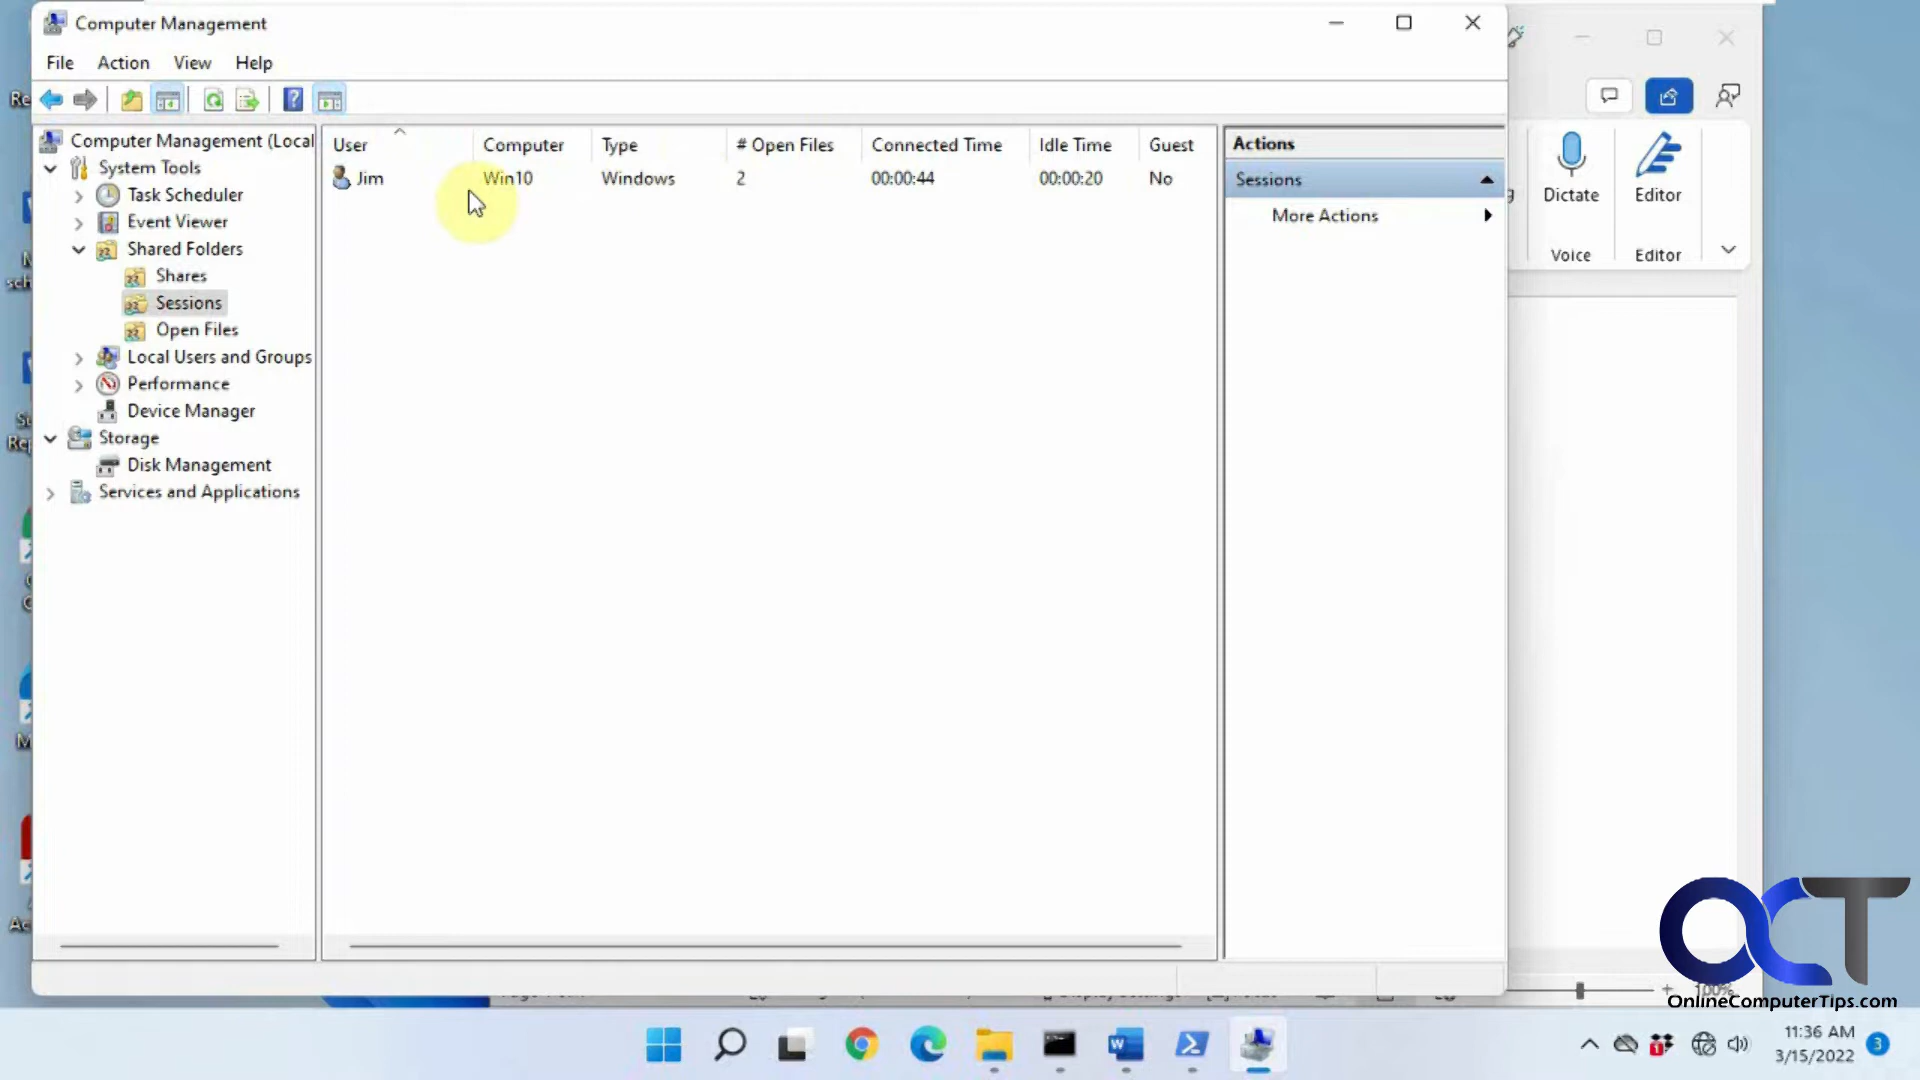 Computer Management
File Action View Help
Computer Management (Local
System Tools
Task Scheduler
Event Viewer
Shared Folders
Shares
Sessions
Open Files
Local Users and Groups
Performance
Device Manager
Storage
Disk Management
Services and Applications
User Computer Type # Open Files Connected Time Idle Time Guest
Jim Win10 Windows 2 00:00:44 00:00:20 No
Actions
Sessions
More Actions
Dictate Editor
Voice Editor
100%
OCT
OnlineComputerTips.com
11:36 AM
3/15/2022
3